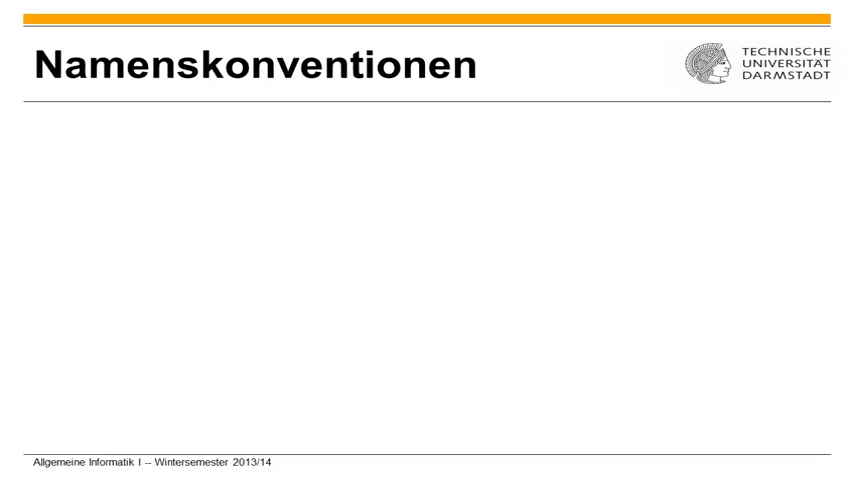 Namenskonventionen
TECHNISCHE
UNIVERSITÄT
DARMSTADT
Allgemeine Informatik I -- Wintersemester 2013/14